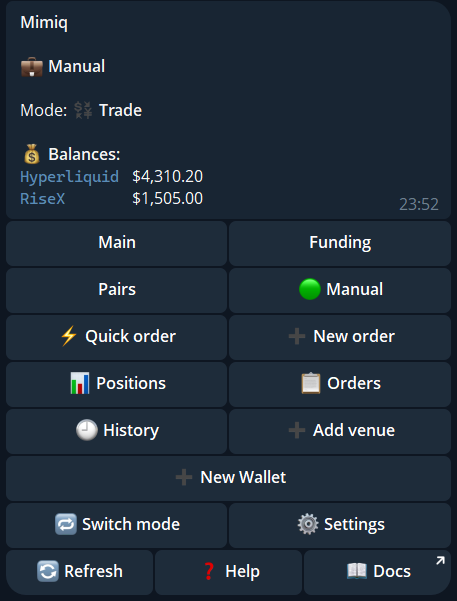 Mimiq
💼 Manual
Mode: 💱 Trade
💰 Balances:
Hyperliquid $4,310.20
RiseX $1,505.00
23:52
Main Funding
Pairs 🟢 Manual
⚡ Quick order ➕ New order
📊 Positions 📋 Orders
🕘 History ➕ Add venue
➕ New Wallet
🔁 Switch mode ⚙️ Settings
🔄 Refresh ❓ Help 📖 Docs